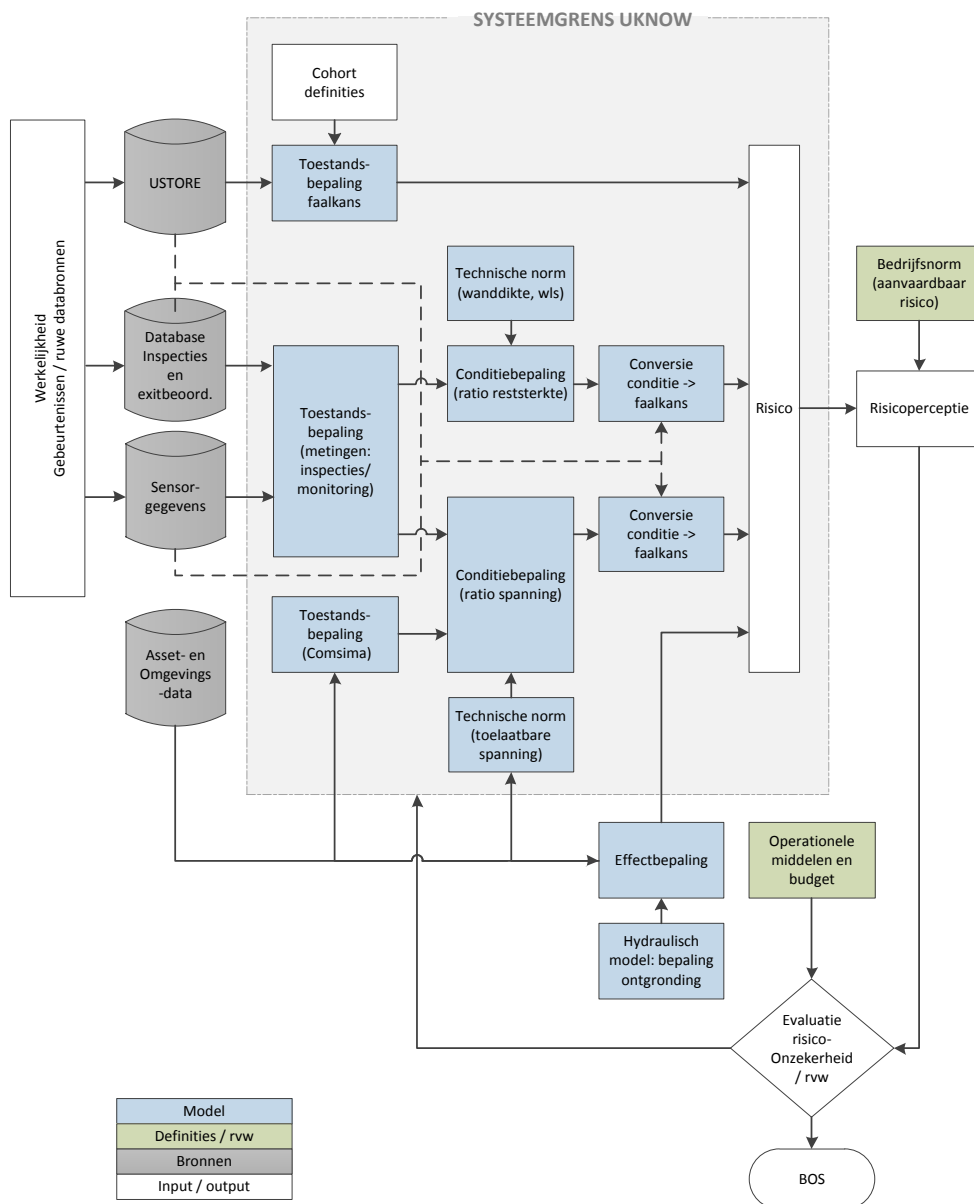 SYSTEEMGRENS UKNOW
Cohort
definities
Werkelijkheid
Gebeurtenissen / ruwe databronnen
USTORE
Toestands-
bepaling
faalkans
Technische norm
(wanddikte, wls)
Bedrijfsnorm
(aanvaardbaar
risico)
Database
Inspecties
en
exitbeoord.
Toestands-
bepaling
(metingen:
inspecties/
monitoring)
Conditiebepaling
(ratio reststerkte)
Conversie
conditie ->
faalkans
Risico
Risicoperceptie
Sensor-
gegevens
Conditiebepaling
(ratio spanning)
Conversie
conditie ->
faalkans
Toestands-
bepaling
(Comsima)
Asset- en
Omgevings
-data
Technische norm
(toelaatbare
spanning)
Effectbepaling
Operationele
middelen en
budget
Hydraulisch
model: bepaling
ontgronding
Evaluatie
risico-
Onzekerheid
/ rvw
BOS
Model
Definities / rvw
Bronnen
Input / output